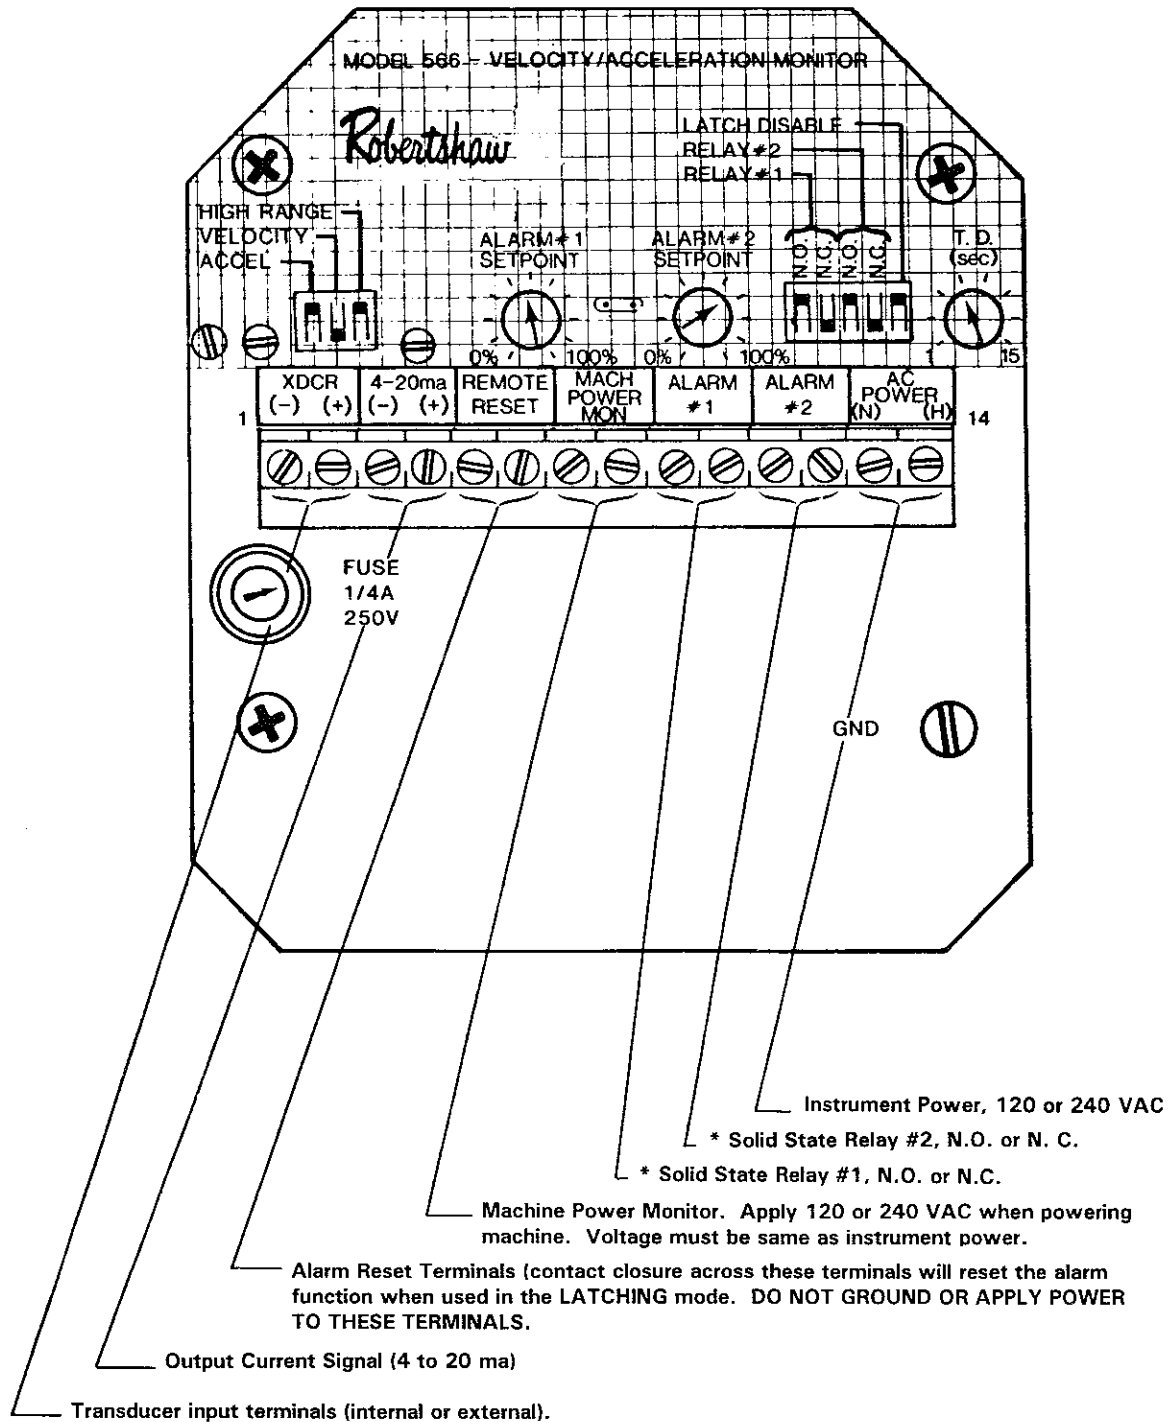 MODEL 566 - VELOCITY/ACCELERATION MONITOR
Robertshaw
LATCH DISABLE
RELAY #2
RELAY #1
HIGH RANGE
VELOCITY
ACCEL
ALARM #1
SETPOINT
ALARM #2
SETPOINT
N.O.
N.C.
N.O.
N.C.
T. D.
(sec)
0% 100% 0% 100% 1 15
XDCR
(-) (+)
4-20ma
(-) (+)
REMOTE
RESET
MACH
POWER
MON
ALARM
#1
ALARM
#2
AC
POWER
(N) (H)
1
14
FUSE
1/4A
250V
GND
Instrument Power, 120 or 240 VAC
* Solid State Relay #2, N.O. or N. C.
* Solid State Relay #1, N.O. or N.C.
Machine Power Monitor. Apply 120 or 240 VAC when powering
machine. Voltage must be same as instrument power.
Alarm Reset Terminals (contact closure across these terminals will reset the alarm
function when used in the LATCHING mode. DO NOT GROUND OR APPLY POWER
TO THESE TERMINALS.
Output Current Signal (4 to 20 ma)
Transducer input terminals (internal or external).